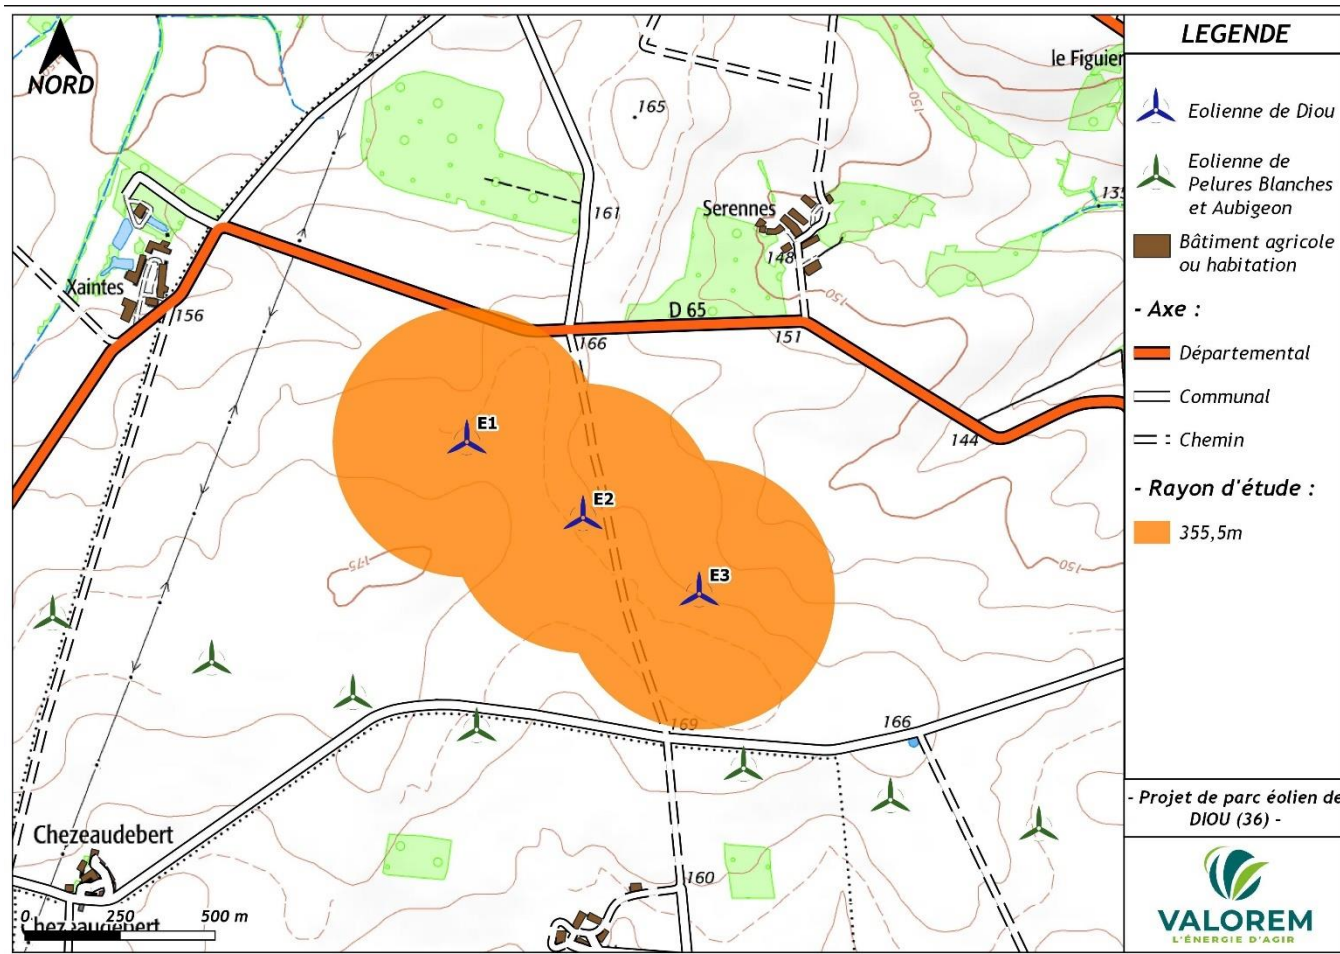 NORD
le Figuier
165
161
135
Serennes
148
150
150
Xaintes
156
D 65
166
151
144
E1
E2
E3
175
150
169
166
Chezeaudebert
160
Chezeaudebert
0
250
500 m
LEGENDE
Eolienne de Diou
Eolienne de
Pelures Blanches
et Aubigeon
Bâtiment agricole
ou habitation
- Axe :
Départemental
Communal
Chemin
- Rayon d'étude :
355,5m
- Projet de parc éolien de
DIOU (36) -
VALOREM
L'ÉNERGIE D'AGIR